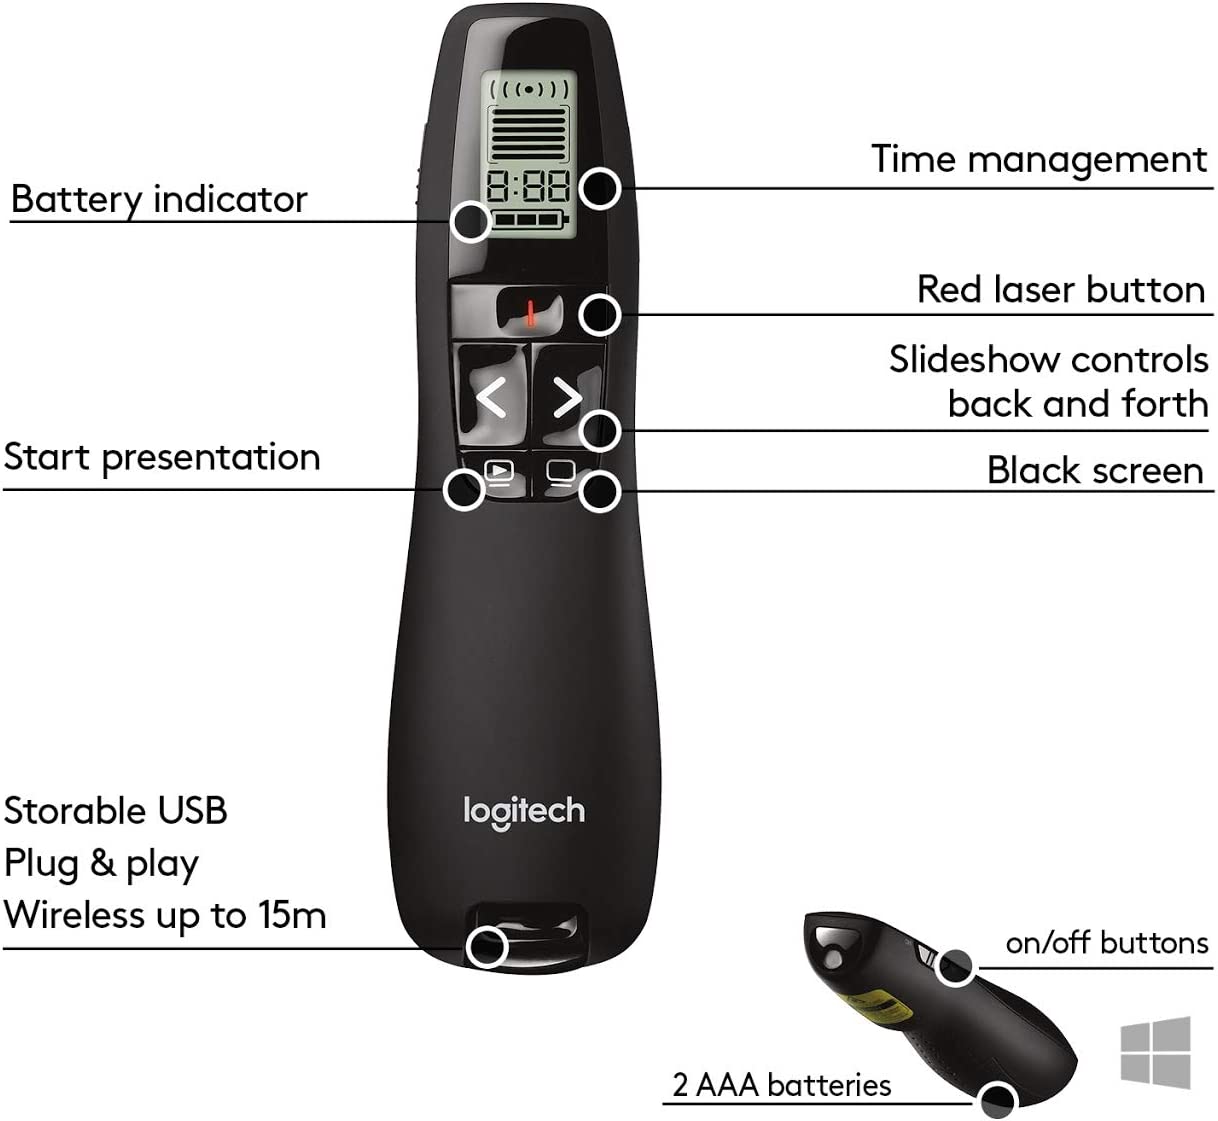 Time management
Battery indicator
8:88
Red laser button
Slideshow controls
back and forth
Start presentation
Black screen
logitech
Storable USB
Plug & play
Wireless up to 15m
on/off buttons
2 AAA batteries